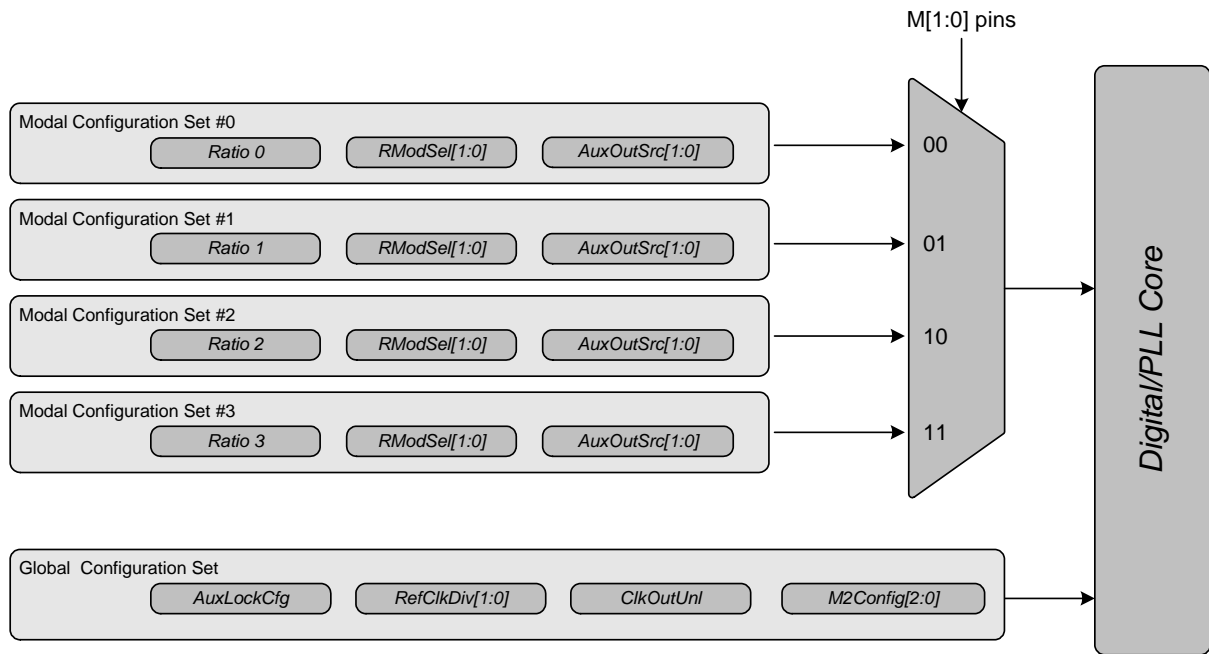 M[1:0] pins
Modal Configuration Set #0
Ratio 0 RModSel[1:0] AuxOutSrc[1:0]
00
Modal Configuration Set #1
Ratio 1 RModSel[1:0] AuxOutSrc[1:0]
01
Modal Configuration Set #2
Ratio 2 RModSel[1:0] AuxOutSrc[1:0]
10
Modal Configuration Set #3
Ratio 3 RModSel[1:0] AuxOutSrc[1:0]
11
Digital/PLL Core
Global Configuration Set
AuxLockCfg RefClkDiv[1:0] ClkOutUnl M2Config[2:0]